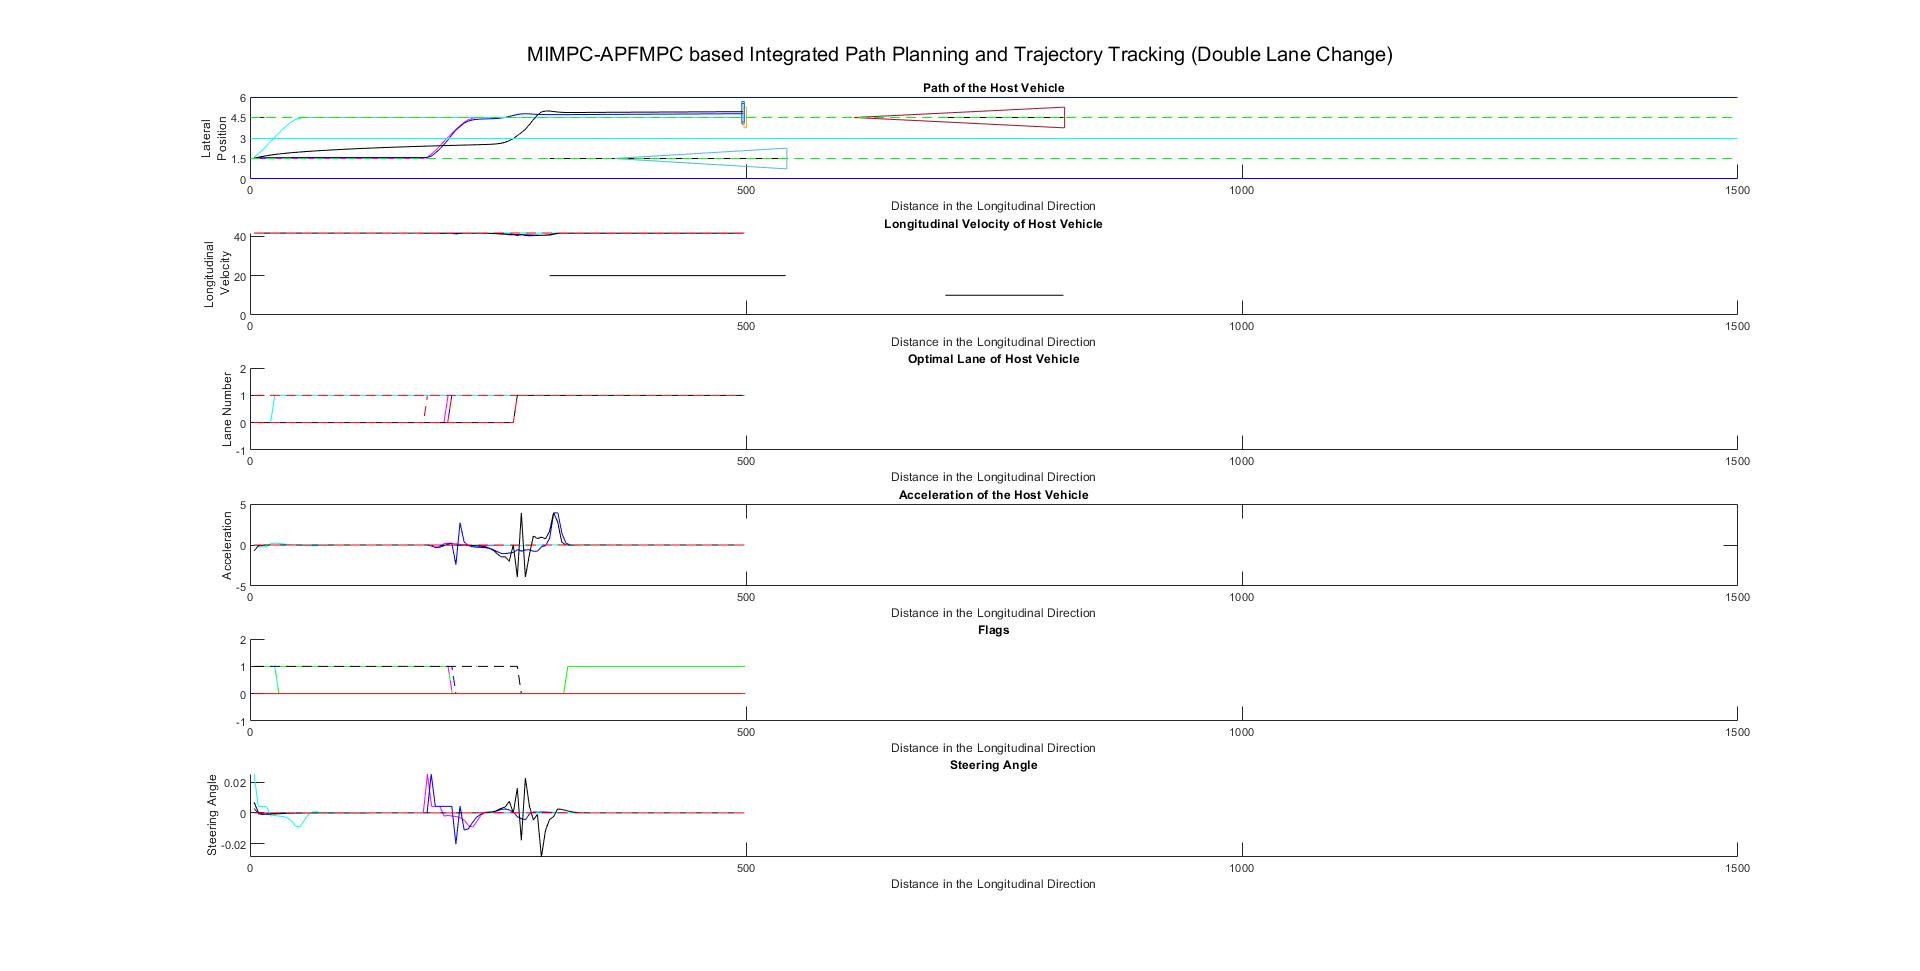 MIMPC-APFMPC based Integrated Path Planning and Trajectory Tracking (Double Lane Change)
Path of the Host Vehicle
Lateral
Position
6
4.5
3
1.5
0
0 500 1000 1500
Distance in the Longitudinal Direction
Longitudinal Velocity of Host Vehicle
Longitudinal
Velocity
40
20
0
0 500 1000 1500
Distance in the Longitudinal Direction
Optimal Lane of Host Vehicle
Lane Number
2
1
0
-1
0 500 1000 1500
Distance in the Longitudinal Direction
Acceleration of the Host Vehicle
Acceleration
5
0
-5
0 500 1000 1500
Distance in the Longitudinal Direction
Flags
2
1
0
-1
0 500 1000 1500
Distance in the Longitudinal Direction
Steering Angle
Steering Angle
0.02
0
-0.02
0 500 1000 1500
Distance in the Longitudinal Direction